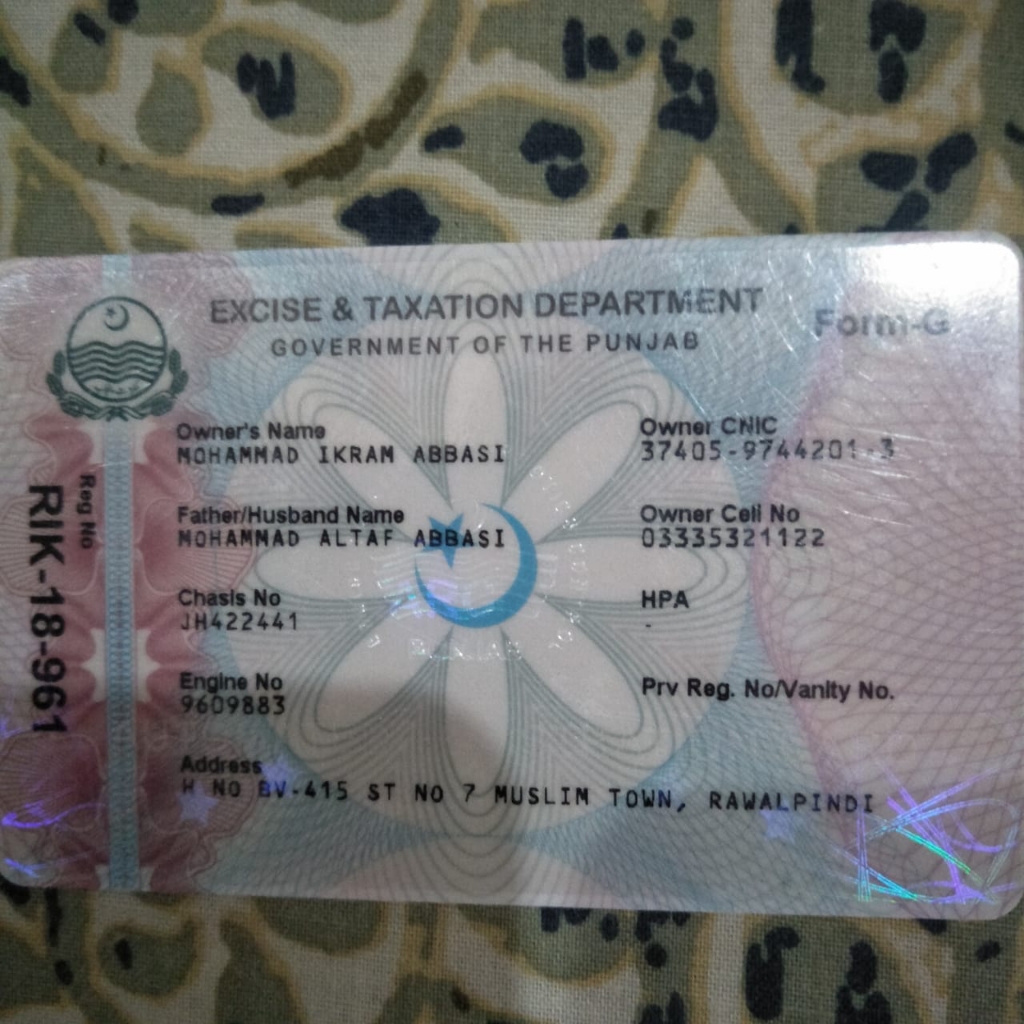 EXCISE & TAXATION DEPARTMENT
GOVERNMENT OF THE PUNJAB
Form-G
Reg No
RIK-18-961
Owner's Name
MOHAMMAD IKRAM ABBASI
Owner CNIC
37405-9744201-3
Father/Husband Name
MOHAMMAD ALTAF ABBASI
Owner Cell No
03335321122
Chasis No
JH422441
HPA
-
Engine No
9609883
Prv Reg. No/Vanity No.
Address
H NO BV-415 ST NO 7 MUSLIM TOWN, RAWALPINDI